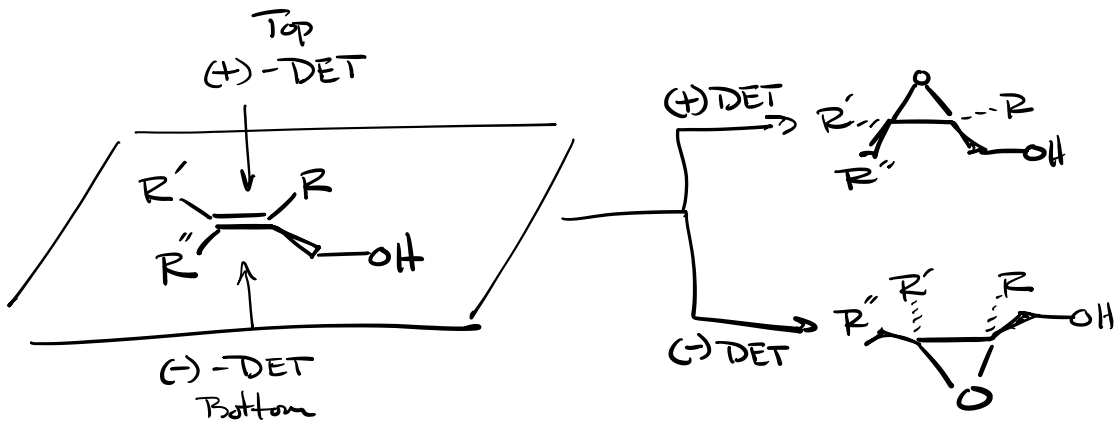 Top
(+)-DET
R' R
R'' OH
(-)-DET
Bottom
(+) DET
O
R' R
R'' OH
(-) DET
R'' R' R OH
O